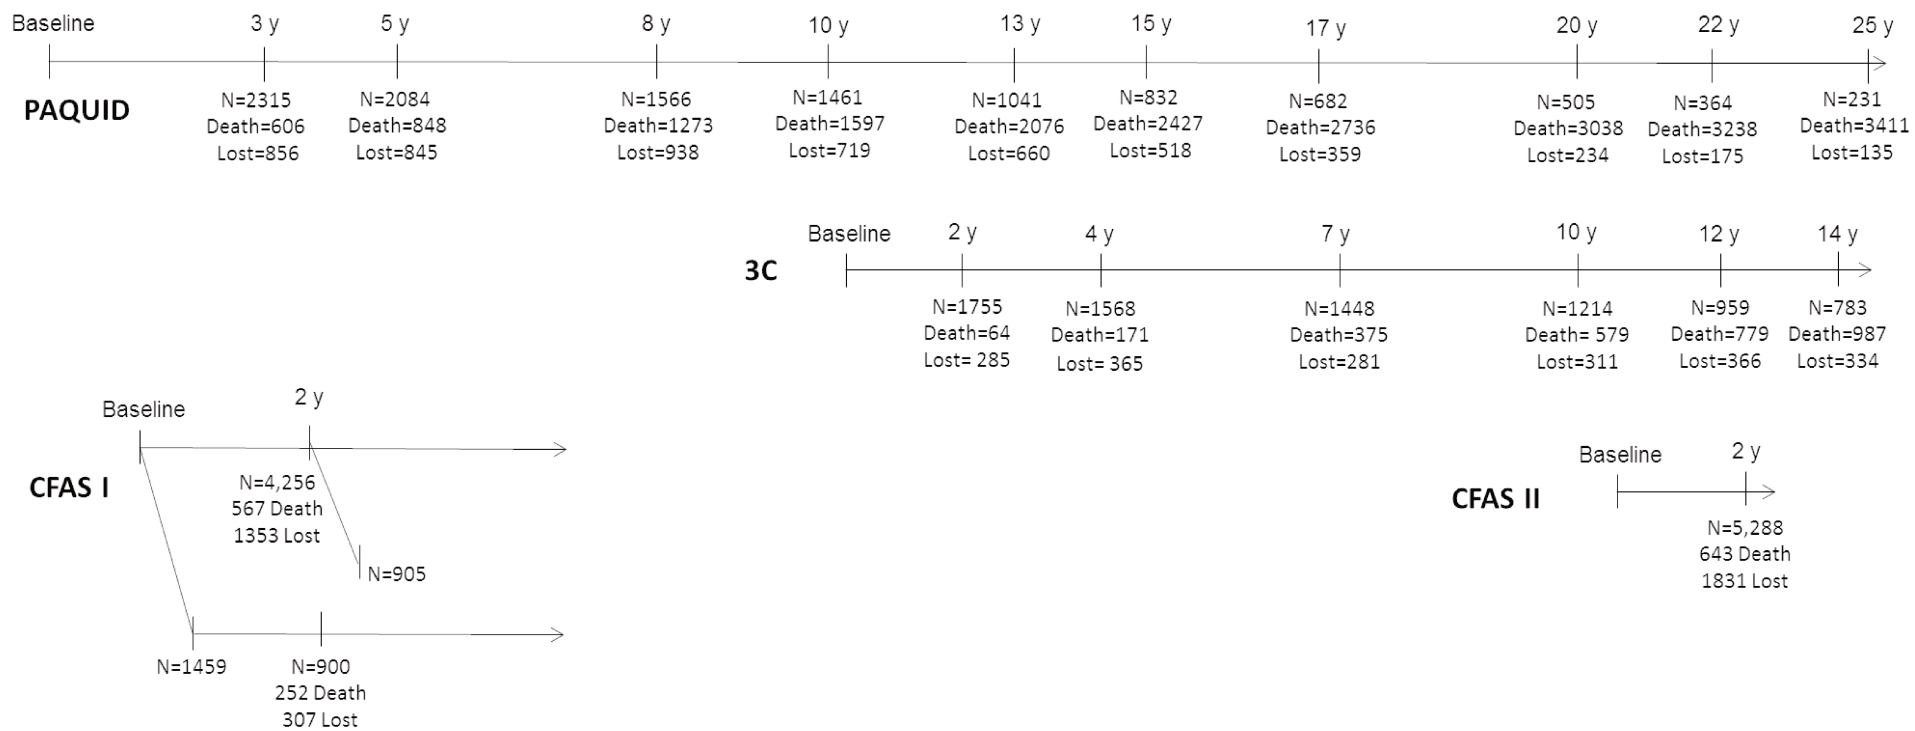 Baseline
3 y
5 y
8 y
10 y
13 y
15 y
17 y
20 y
22 y
25 y
PAQUID
N=2315
Death=606
Lost=856
N=2084
Death=848
Lost=845
N=1566
Death=1273
Lost=938
N=1461
Death=1597
Lost=719
N=1041
Death=2076
Lost=660
N=832
Death=2427
Lost=518
N=682
Death=2736
Lost=359
N=505
Death=3038
Lost=234
N=364
Death=3238
Lost=175
N=231
Death=3411
Lost=135
Baseline
2 y
4 y
7 y
10 y
12 y
14 y
3C
N=1755
Death=64
Lost= 285
N=1568
Death=171
Lost= 365
N=1448
Death=375
Lost=281
N=1214
Death= 579
Lost=311
N=959
Death=779
Lost=366
N=783
Death=987
Lost=334
Baseline
2 y
CFAS I
N=4,256
567 Death
1353 Lost
N=905
N=1459
N=900
252 Death
307 Lost
Baseline
2 y
CFAS II
N=5,288
643 Death
1831 Lost